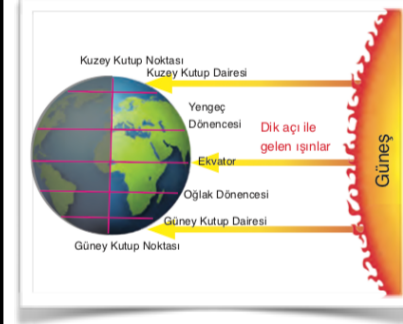 Kuzey Kutup Noktası
Kuzey Kutup Dairesi
Yengeç
Dönencesi
Dik açı ile
gelen ışınlar
Ekvator
Güneş
Oğlak Dönencesi
Güney Kutup Dairesi
Güney Kutup Noktası